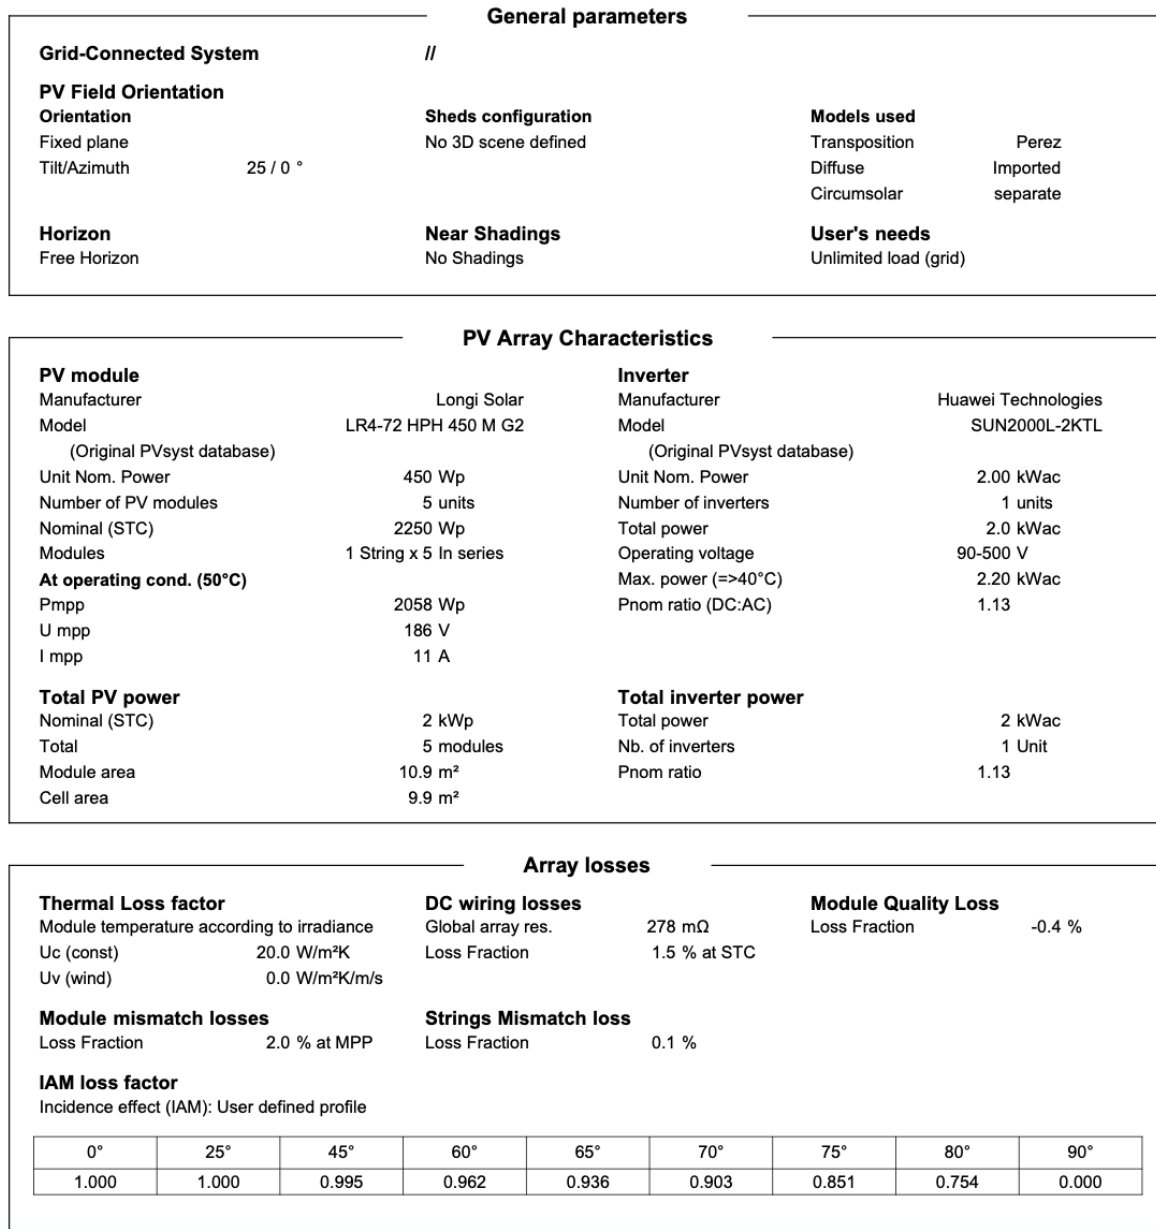 General parameters
Grid-Connected System //
PV Field Orientation
Orientation Sheds configuration Models used
Fixed plane No 3D scene defined Transposition Perez
Tilt/Azimuth 25 / 0 ° Diffuse Imported
Circumsolar separate
Horizon Near Shadings User's needs
Free Horizon No Shadings Unlimited load (grid)
PV Array Characteristics
PV module Inverter
Manufacturer Longi Solar Manufacturer Huawei Technologies
Model LR4-72 HPH 450 M G2 Model SUN2000L-2KTL
(Original PVsyst database) (Original PVsyst database)
Unit Nom. Power 450 Wp Unit Nom. Power 2.00 kWac
Number of PV modules 5 units Number of inverters 1 units
Nominal (STC) 2250 Wp Total power 2.0 kWac
Modules 1 String x 5 In series Operating voltage 90-500 V
At operating cond. (50°C) Max. power (=>40°C) 2.20 kWac
Pmpp 2058 Wp Pnom ratio (DC:AC) 1.13
U mpp 186 V
I mpp 11 A
Total PV power Total inverter power
Nominal (STC) 2 kWp Total power 2 kWac
Total 5 modules Nb. of inverters 1 Unit
Module area 10.9 m² Pnom ratio 1.13
Cell area 9.9 m²
Array losses
Thermal Loss factor DC wiring losses Module Quality Loss
Module temperature according to irradiance Global array res. 278 mΩ Loss Fraction -0.4 %
Uc (const) 20.0 W/m²K Loss Fraction 1.5 % at STC
Uv (wind) 0.0 W/m²K/m/s
Module mismatch losses Strings Mismatch loss
Loss Fraction 2.0 % at MPP Loss Fraction 0.1 %
IAM loss factor
Incidence effect (IAM): User defined profile
0° 25° 45° 60° 65° 70° 75° 80° 90°
1.000 1.000 0.995 0.962 0.936 0.903 0.851 0.754 0.000